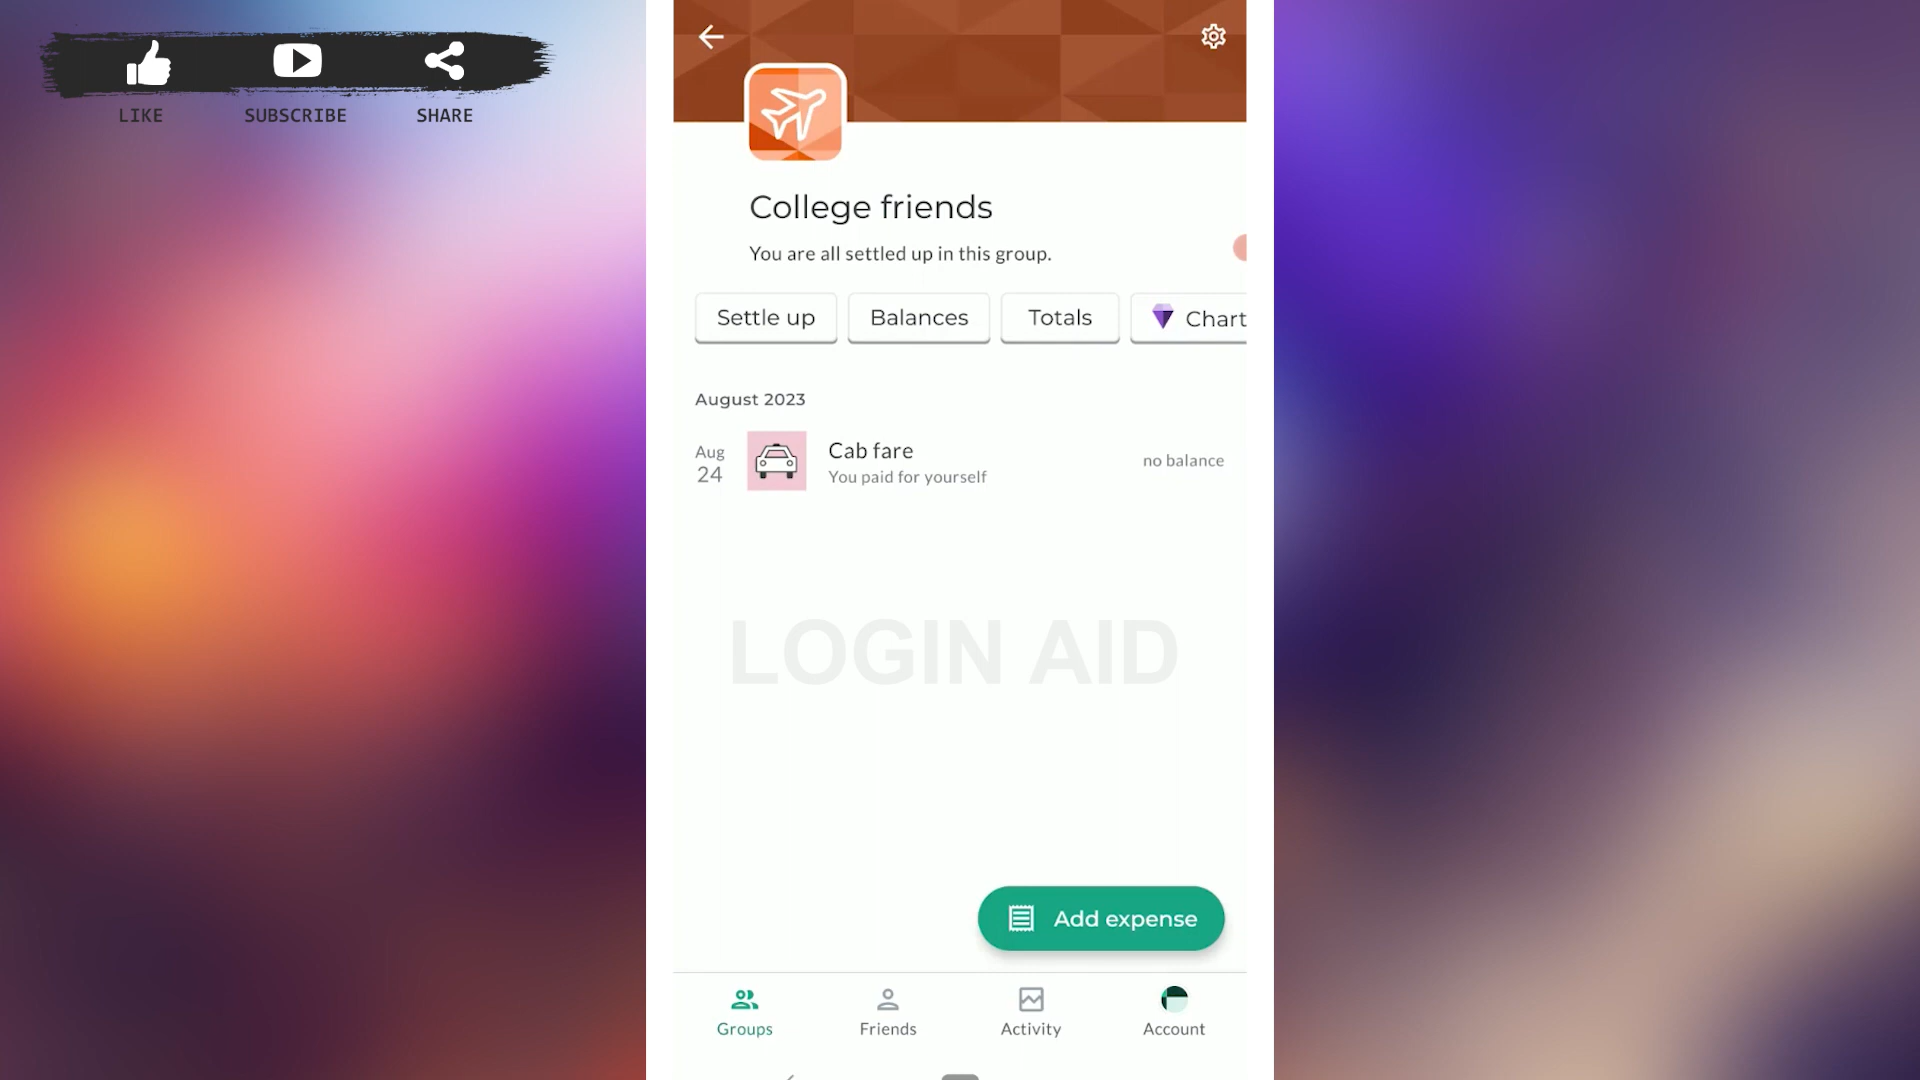 LIKE
SUBSCRIBE
SHARE
College friends
You are all settled up in this group.
Settle up
Balances
Totals
Chart
August 2023
Aug
24
Cab fare
You paid for yourself
no balance
LOGIN AID
Add expense
Groups
Friends
Activity
Account